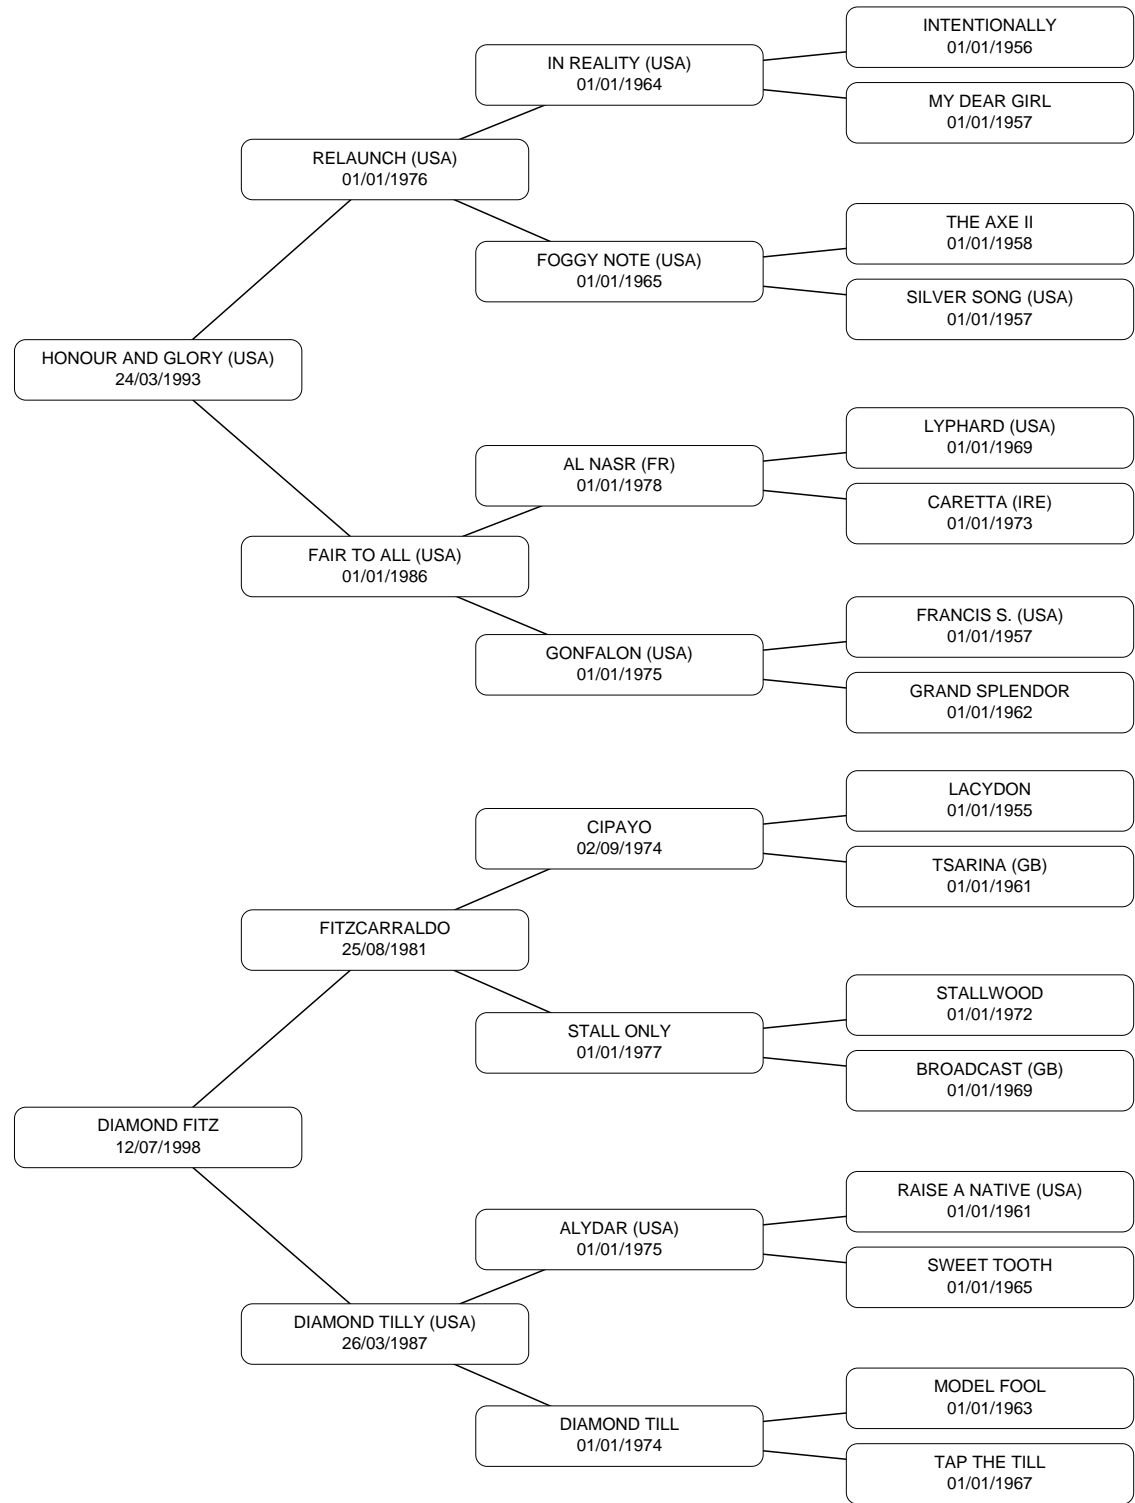 INTENTIONALLY
01/01/1956
IN REALITY (USA)
01/01/1964
MY DEAR GIRL
01/01/1957
RELAUNCH (USA)
01/01/1976
THE AXE II
01/01/1958
FOGGY NOTE (USA)
01/01/1965
SILVER SONG (USA)
01/01/1957
HONOUR AND GLORY (USA)
24/03/1993
LYPHARD (USA)
01/01/1969
AL NASR (FR)
01/01/1978
CARETTA (IRE)
01/01/1973
FAIR TO ALL (USA)
01/01/1986
FRANCIS S. (USA)
01/01/1957
GONFALON (USA)
01/01/1975
GRAND SPLENDOR
01/01/1962
LACYDON
01/01/1955
CIPAYO
02/09/1974
TSARINA (GB)
01/01/1961
FITZCARRALDO
25/08/1981
STALLWOOD
01/01/1972
STALL ONLY
01/01/1977
BROADCAST (GB)
01/01/1969
DIAMOND FITZ
12/07/1998
RAISE A NATIVE (USA)
01/01/1961
ALYDAR (USA)
01/01/1975
SWEET TOOTH
01/01/1965
DIAMOND TILLY (USA)
26/03/1987
MODEL FOOL
01/01/1963
DIAMOND TILL
01/01/1974
TAP THE TILL
01/01/1967